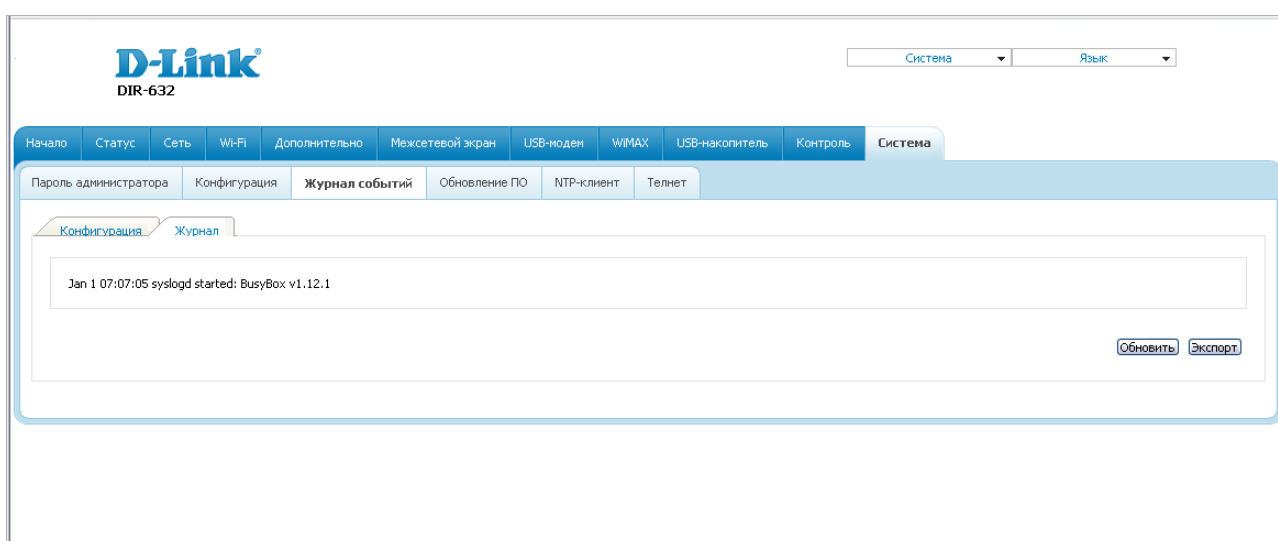 D-Link®
DIR-632
Система Язык
Начало Статус Сеть Wi-Fi Дополнительно Межсетевой экран USB-модем WiMAX USB-накопитель Контроль Система
Пароль администратора Конфигурация Журнал событий Обновление ПО NTP-клиент Телнет
Конфигурация Журнал
Jan 1 07:07:05 syslogd started: BusyBox v1.12.1
Обновить Экспорт